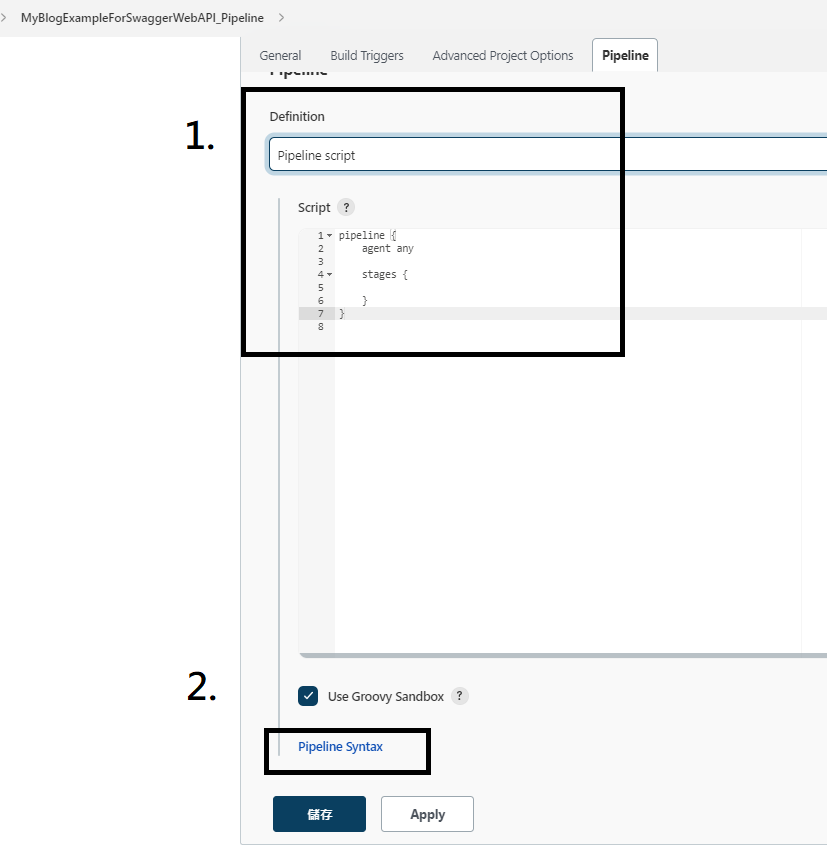 MyBlogExampleForSwaggerWebAPI_Pipeline
General Build Triggers Advanced Project Options Pipeline
Pipeline
1.
Definition
Pipeline script
Script ?
1 pipeline {
2 agent any
3
4 stages {
5
6 }
7 }
8
2.
Use Groovy Sandbox ?
Pipeline Syntax
儲存 Apply